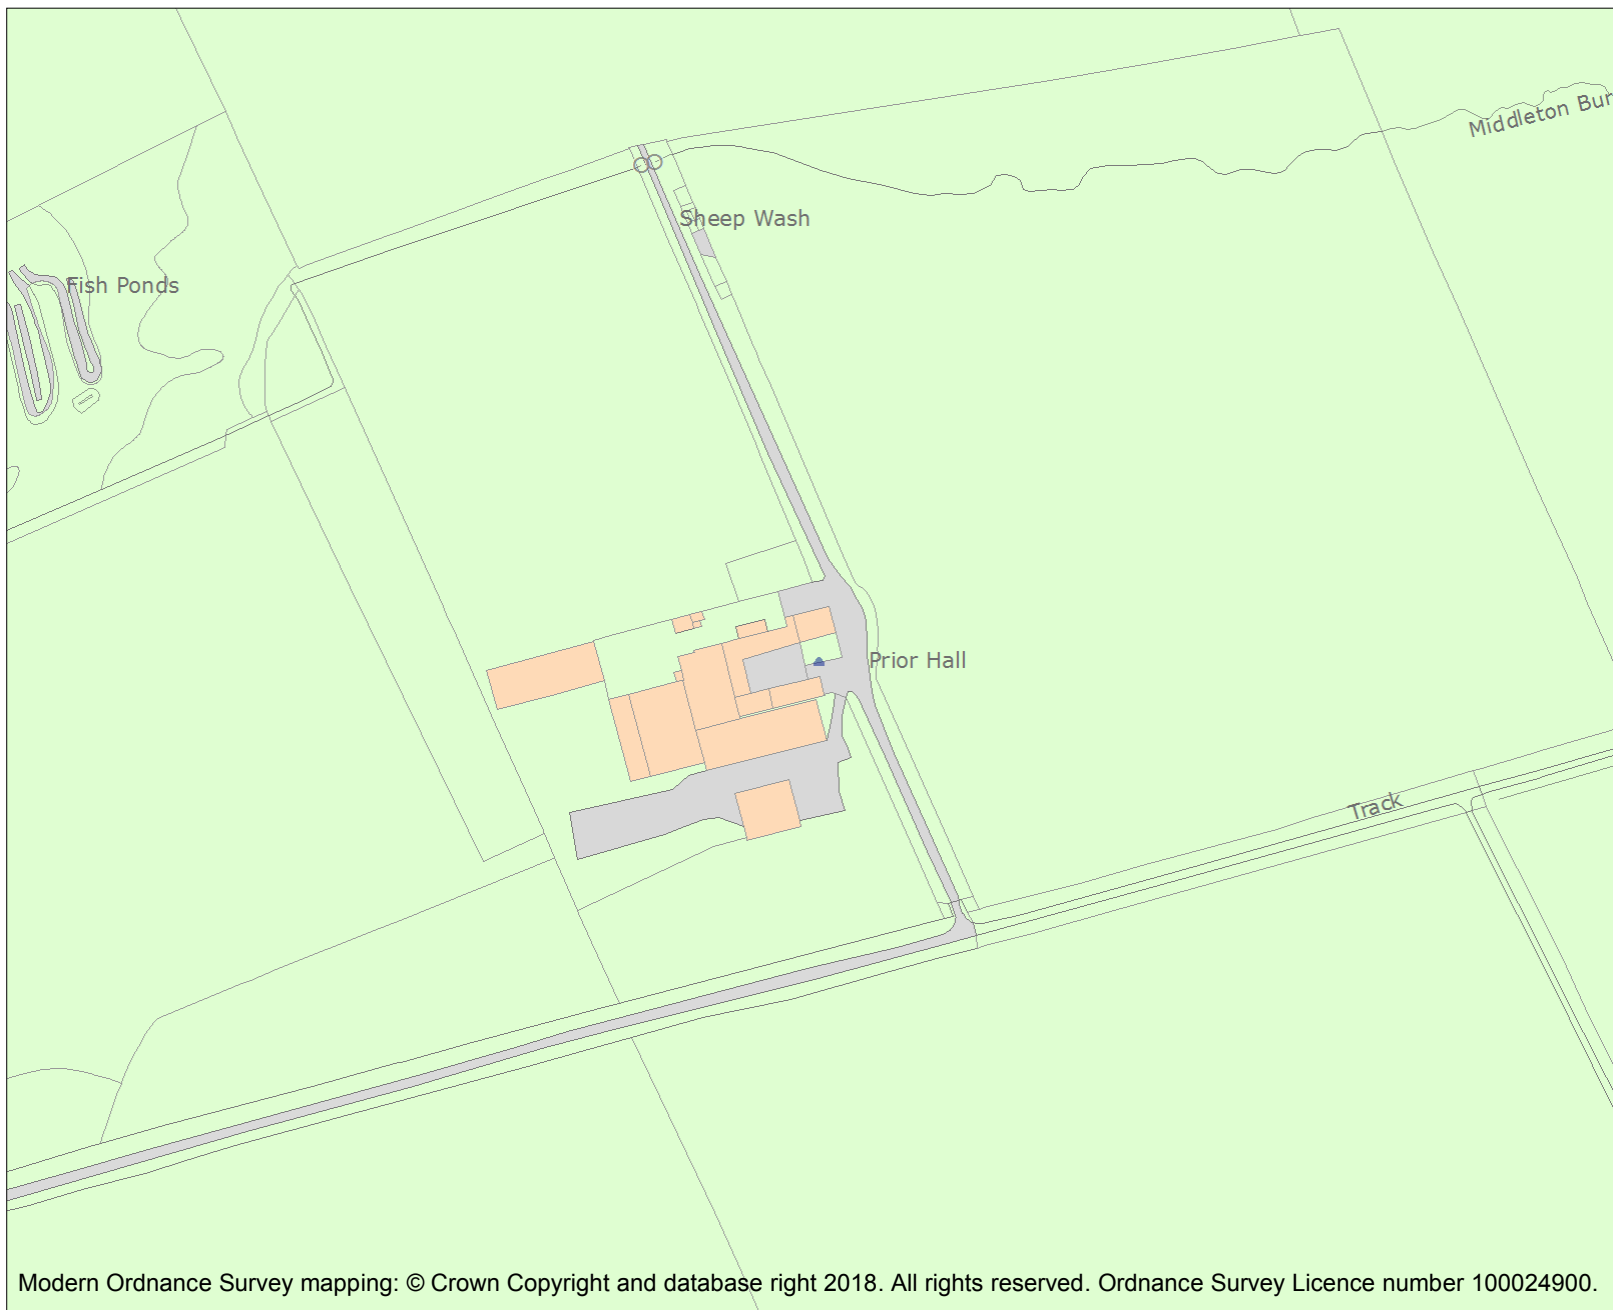 Middleton Bur
Sheep Wash
Fish Ponds
Prior Hall
Track
Modern Ordnance Survey mapping: © Crown Copyright and database right 2018. All rights reserved. Ordnance Survey Licence number 100024900.